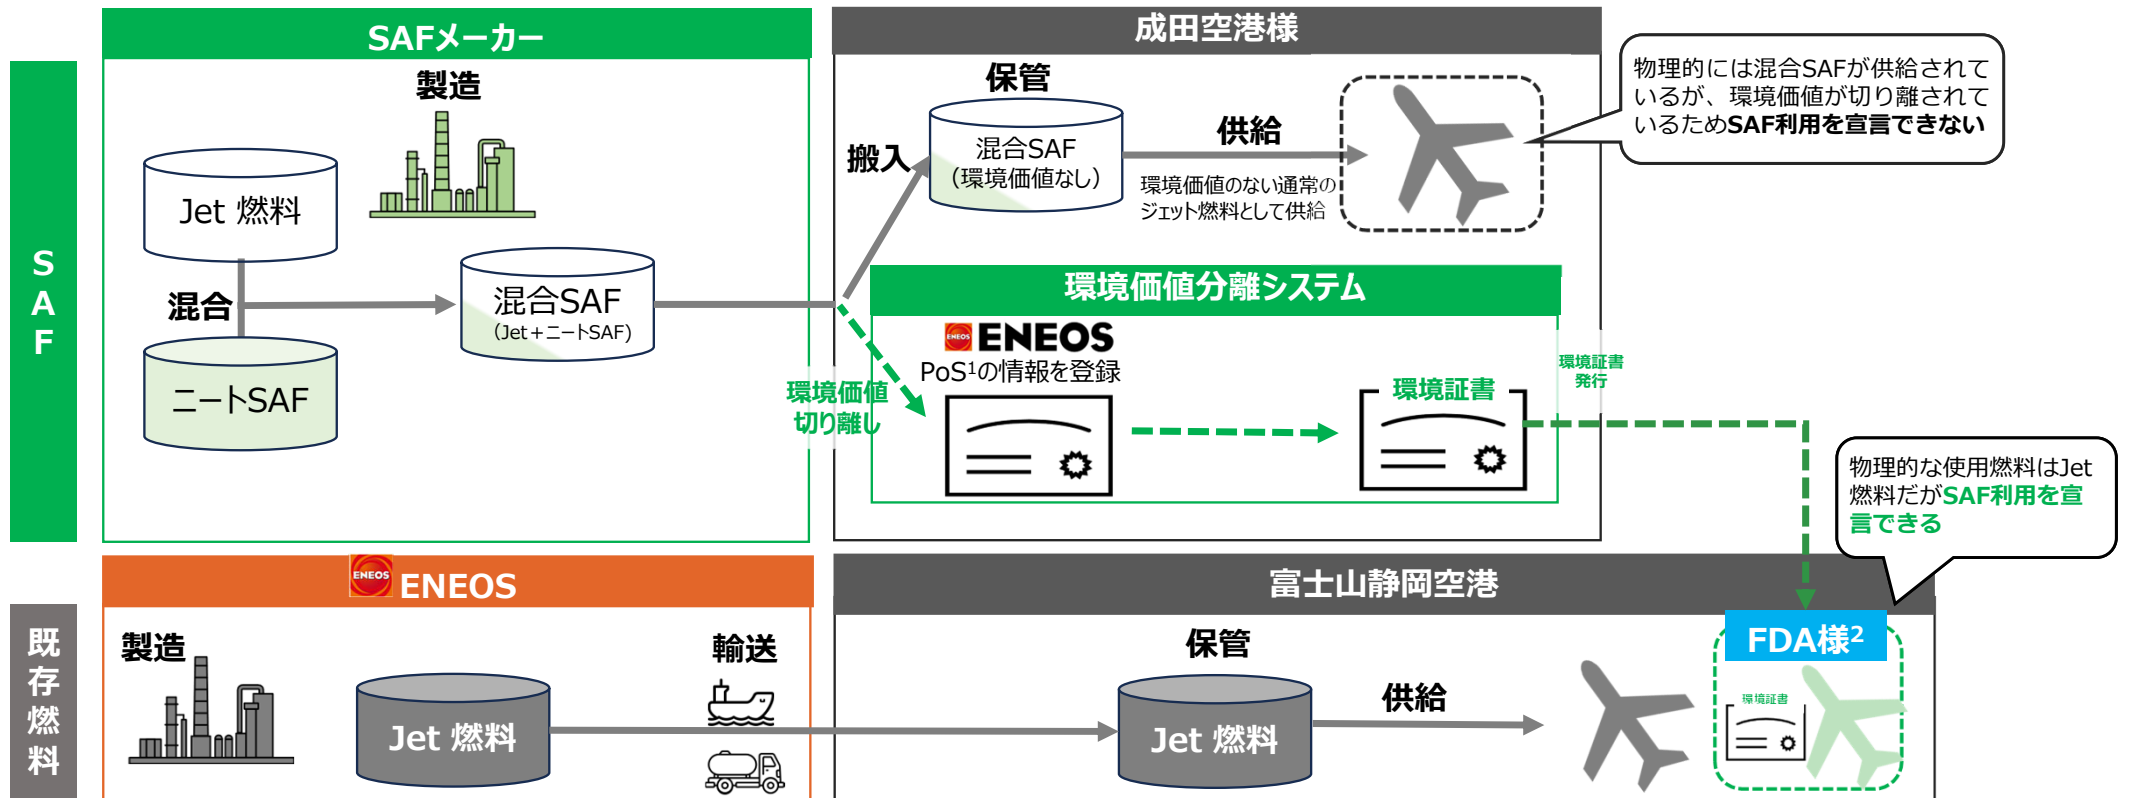 SAF
SAFメーカー
製造
Jet 燃料
混合
ニートSAF
混合SAF
（Jet＋ニートSAF)
成田空港様
搬入
保管
混合SAF
（環境価値なし）
供給
環境価値のない通常の
ジェット燃料として供給
物理的には混合SAFが供給されて
いるが、環境価値が切り離されて
いるためSAF利用を宣言できない
環境価値分離システム
環境価値
切り離し
ENEOS ENEOS
PoS1の情報を登録
環境証書
環境証書
発行
物理的な使用燃料はJet
燃料だがSAF利用を宣
言できる
既存燃料
ENEOS ENEOS
製造
Jet 燃料
輸送
富士山静岡空港
保管
Jet 燃料
供給
FDA様2
環境証書